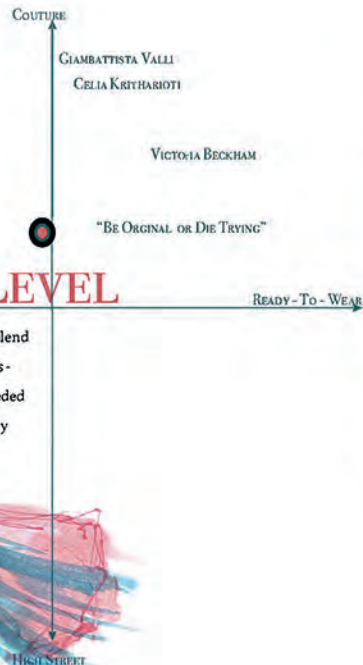 COUTURE
GIAMBATTISTA VALLI
CELIA KRITHARIOTI
VICTORIA BECKHAM
"BE ORGINAL OR DIE TRYING"
LEVEL
READY-TO-WEAR
lend
s-
ded
y
HIGH STREET